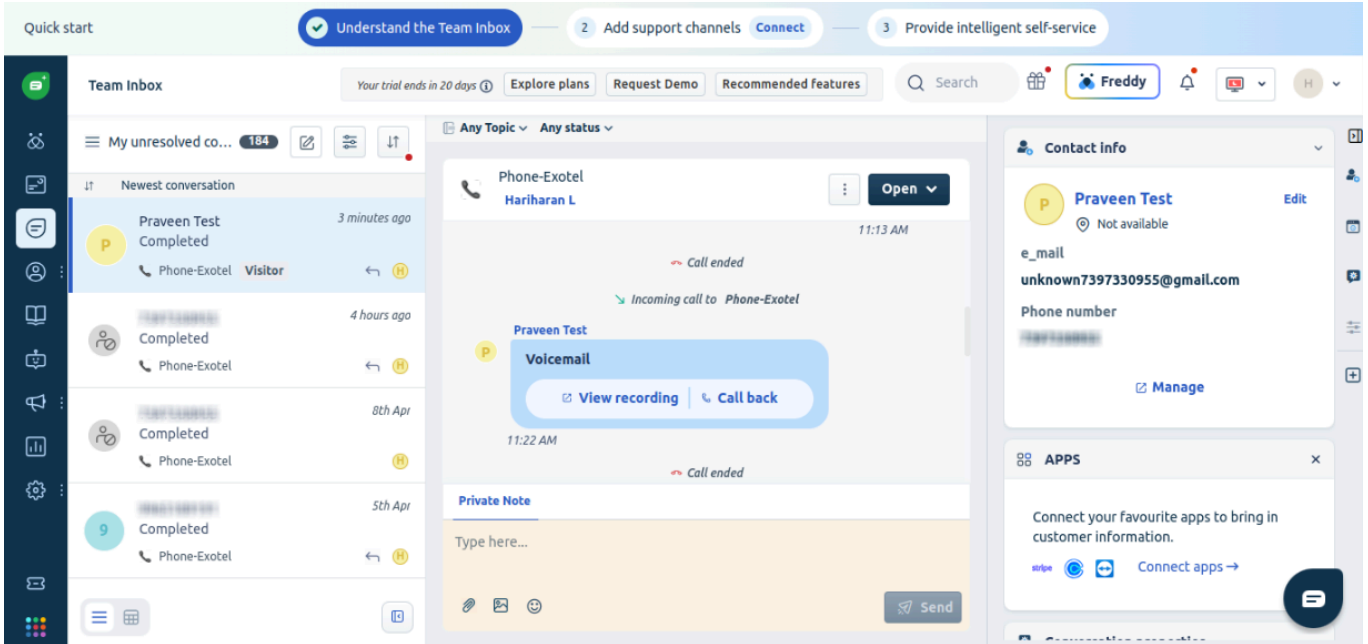 Quick start
Understand the Team Inbox
2 Add support channels Connect
3 Provide intelligent self-service
Team Inbox
Your trial ends in 20 days
Explore plans
Request Demo
Recommended features
Search
Freddy
H
My unresolved co... 184
Newest conversation
P
Praveen Test
3 minutes ago
Completed
Phone-Exotel Visitor
H
4 hours ago
Completed
Phone-Exotel
H
8th Apr
Completed
Phone-Exotel
H
5th Apr
9
Completed
Phone-Exotel
H
Any Topic Any status
Phone-Exotel
Hariharan L
Open
11:13 AM
Call ended
Incoming call to Phone-Exotel
Praveen Test
P
Voicemail
View recording Call back
11:22 AM
Call ended
Private Note
Type here...
Send
Contact info
P
Praveen Test
Edit
Not available
e_mail
unknown7397330955@gmail.com
Phone number
Manage
APPS
Connect your favourite apps to bring in
customer information.
stripe
Connect apps →